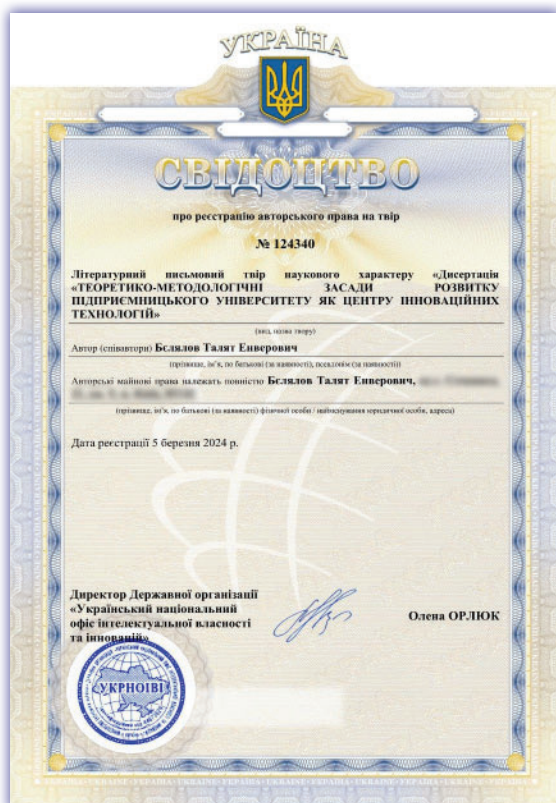 УКРАЇНА
СВІДОЦТВО
про реєстрацію авторського права на твір
№ 124340
Літературний письмовий твір наукового характеру «Дисертація
«ТЕОРЕТИКО-МЕТОДОЛОГІЧНІ ЗАСАДИ РОЗВИТКУ
ПІДПРИЄМНИЦЬКОГО УНІВЕРСИТЕТУ ЯК ЦЕНТРУ ІННОВАЦІЙНИХ
ТЕХНОЛОГІЙ»
(вид, назва твору)
Автор (співавтори) Бєлялов Талят Енверович
(прізвище, ім'я, по батькові (за наявності), псевдонім (за наявності))
Авторські майнові права належать повністю Бєлялов Талят Енверович,
(прізвище, ім'я, по батькові (за наявності) фізичної особи / найменування юридичної особи, адреса)
Дата реєстрації 5 березня 2024 р.
Директор Державної організації
«Український національний
офіс інтелектуальної власності
та інновацій»
Олена ОРЛЮК
УКРНОІВІ